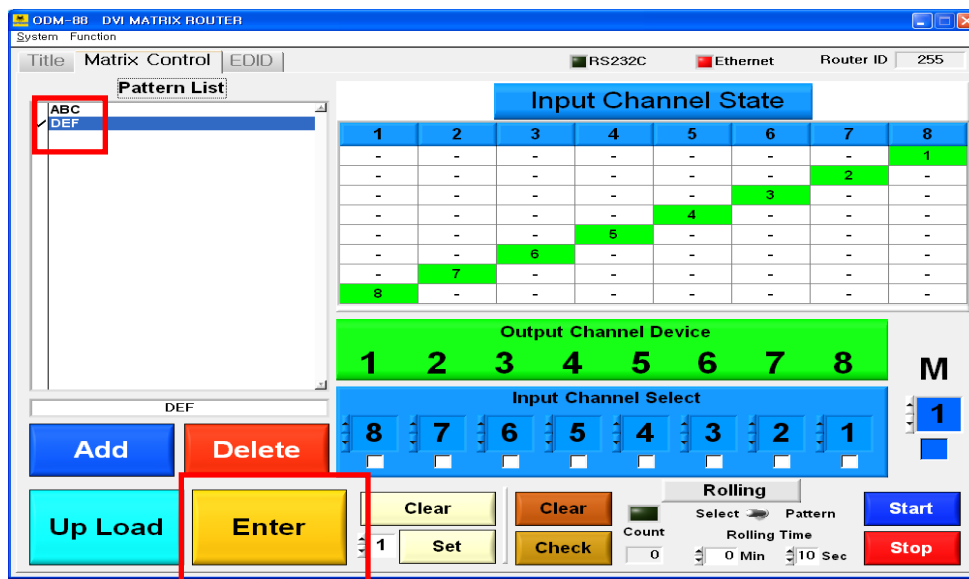 ODM-88 DVI MATRIX ROUTER
System Function
Title Matrix Control EDID RS232C Ethernet Router ID 255
Pattern List
ABC
DEF
Input Channel State
1 2 3 4 5 6 7 8
- - - - - - - 1
- - - - - - 2 -
- - - - - 3 - -
- - - - 4 - - -
- - - 5 - - - -
- - 6 - - - - -
- 7 - - - - - -
8 - - - - - - -
Output Channel Device
1 2 3 4 5 6 7 8
M
DEF
Input Channel Select
8 7 6 5 4 3 2 1
1
Add Delete
Up Load Enter
Clear
1 Set
Clear
Check
Rolling
Select Pattern
Count Rolling Time
0 0 Min 10 Sec
Start
Stop